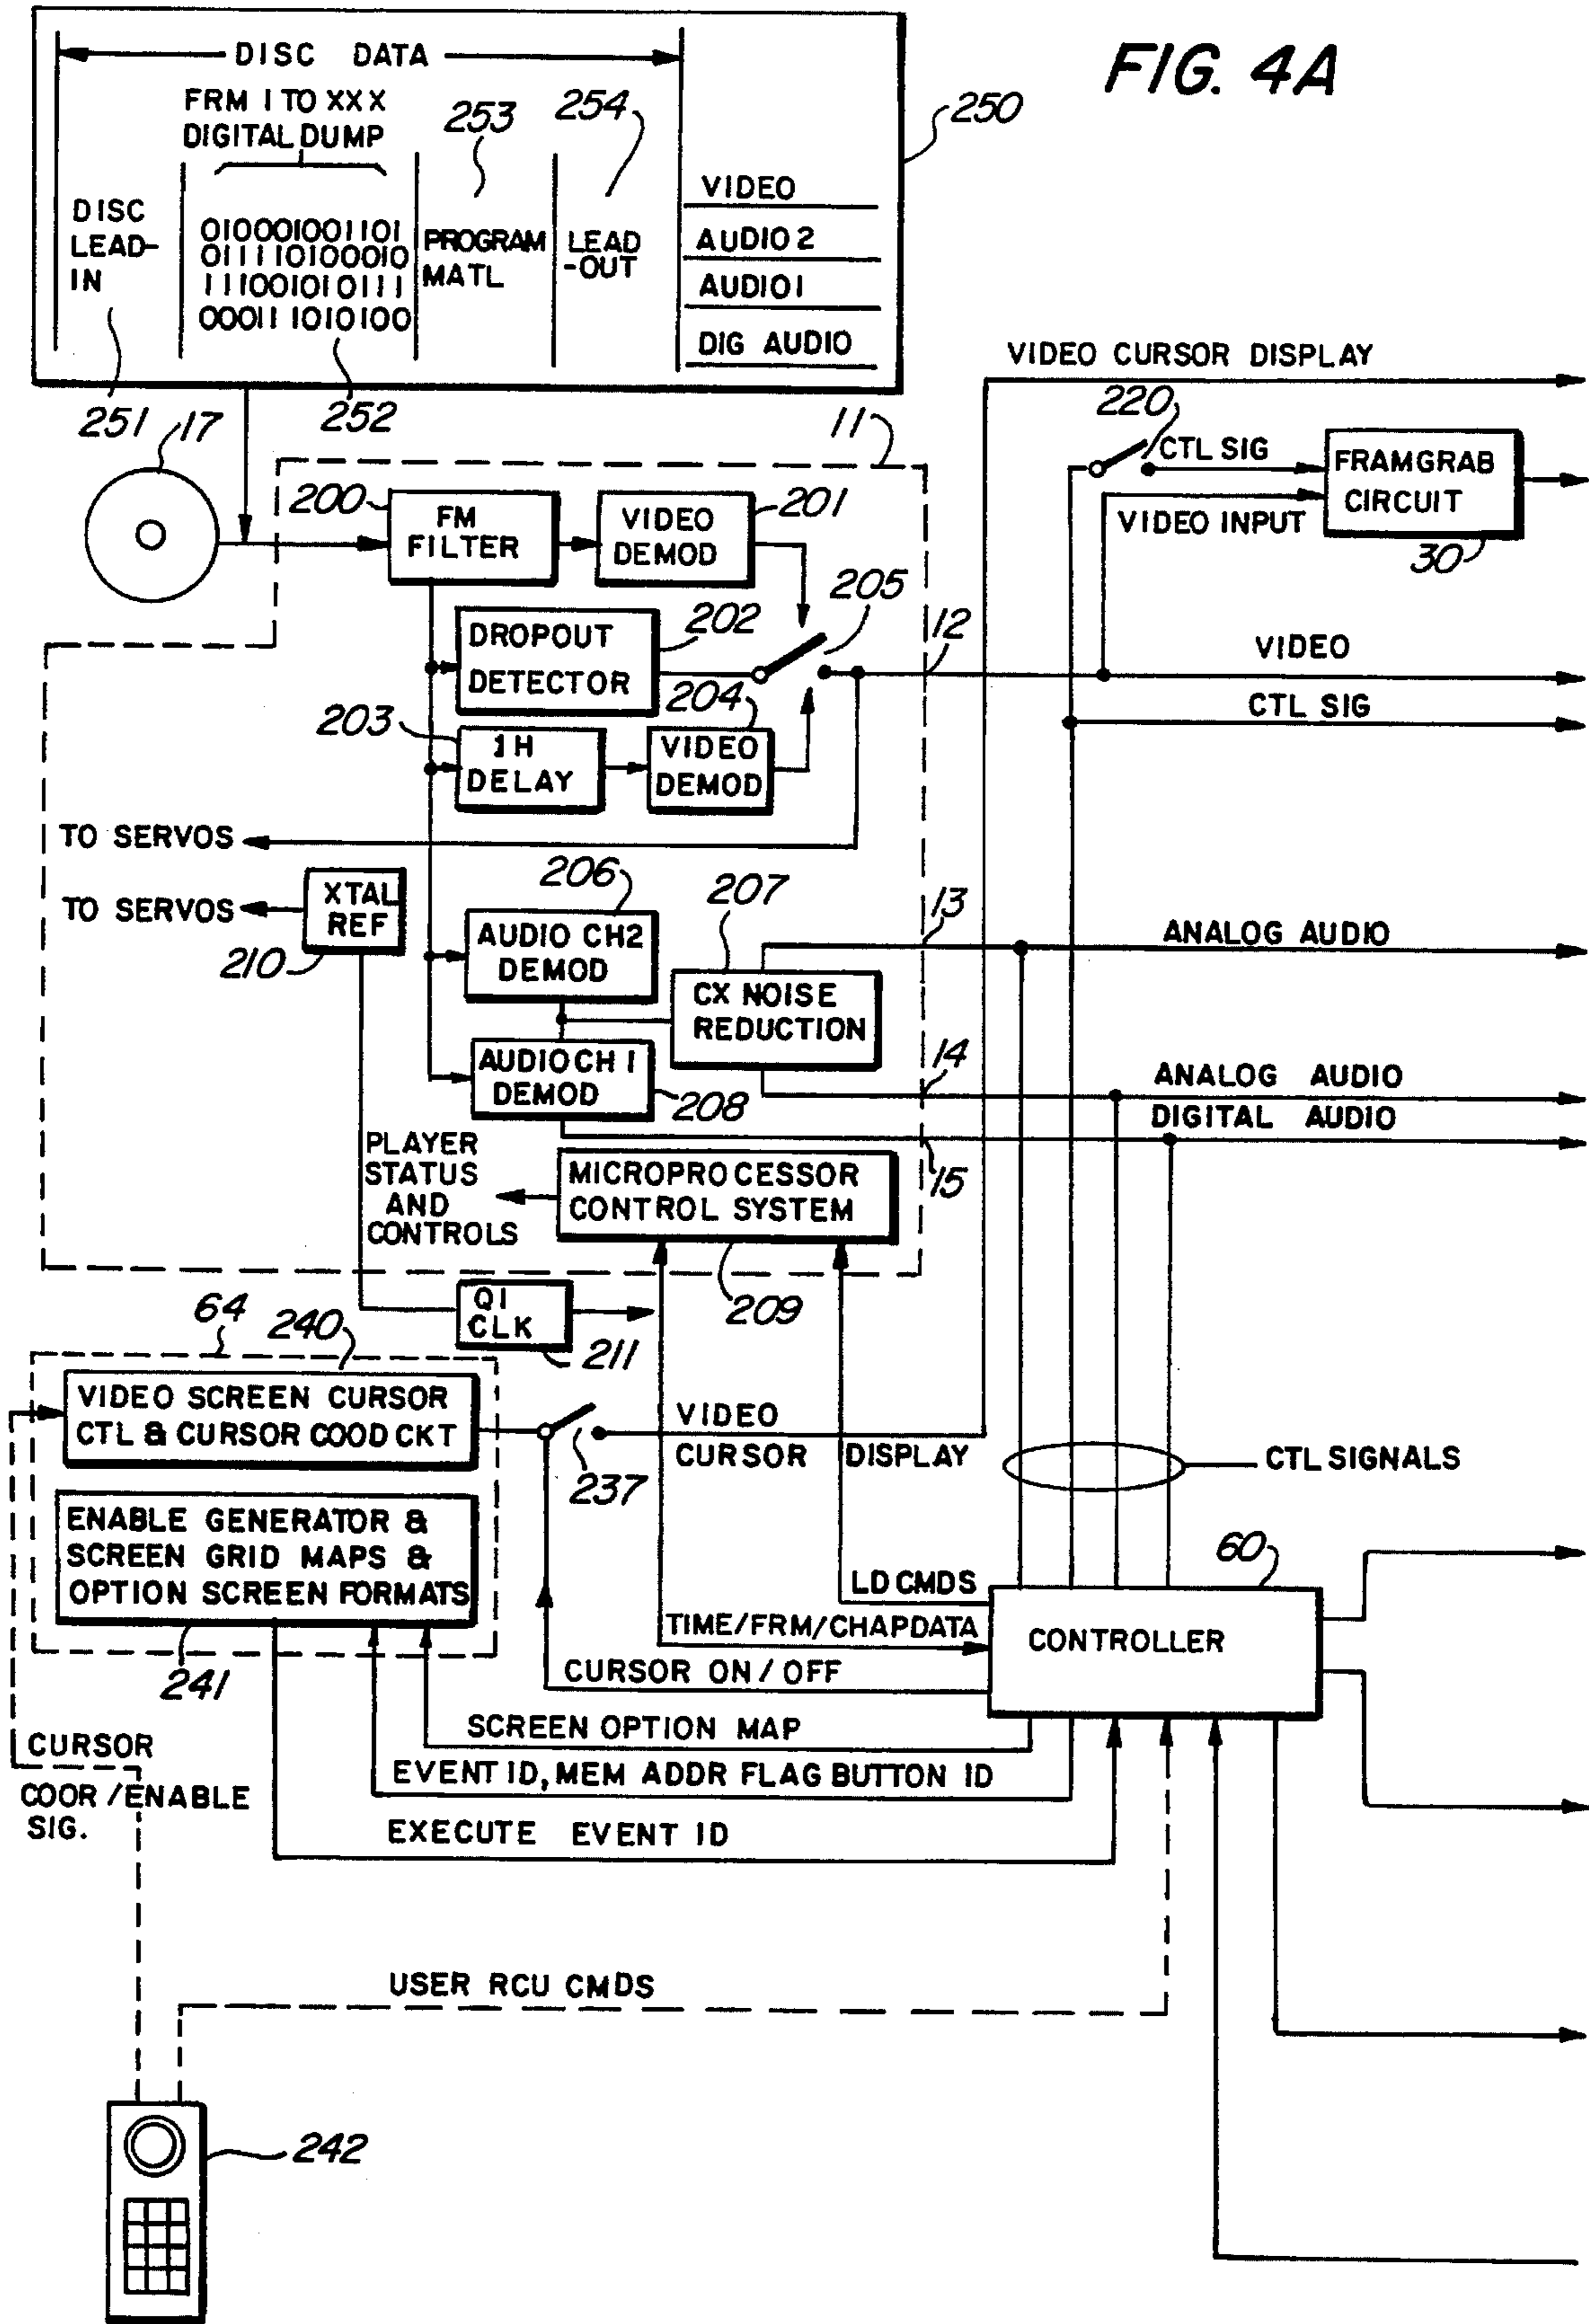 FIG. 4A
DISC DATA
FRM 1 TO XXX
DIGITAL DUMP
253
254
250
DISC
LEAD-
IN
010001001101
011110100010
111001010111
000111010100
PROGRAM
MATL
LEAD
-OUT
VIDEO
AUDIO 2
AUDIO 1
DIG AUDIO
251
252
17
11
VIDEO CURSOR DISPLAY
220
CTL SIG
FRAMGRAB
CIRCUIT
VIDEO INPUT
30
200
FM
FILTER
VIDEO
DEMOD
201
205
DROPOUT
DETECTOR
202
12
VIDEO
CTL SIG
203
1H
DELAY
204
VIDEO
DEMOD
TO SERVOS
TO SERVOS
XTAL
REF
210
206
AUDIO CH2
DEMOD
207
CX NOISE
REDUCTION
13
ANALOG AUDIO
AUDIO CH 1
DEMOD
208
14
ANALOG AUDIO
DIGITAL AUDIO
15
PLAYER
STATUS
AND
CONTROLS
MICROPROCESSOR
CONTROL SYSTEM
209
Q1
CLK
211
64
240
VIDEO SCREEN CURSOR
CTL & CURSOR COOD CKT
237
VIDEO
CURSOR DISPLAY
CTL SIGNALS
ENABLE GENERATOR &
SCREEN GRID MAPS &
OPTION SCREEN FORMATS
241
LD CMDS
TIME/FRM/CHAPDATA
CURSOR ON / OFF
60
CONTROLLER
SCREEN OPTION MAP
EVENT ID, MEM ADDR FLAG BUTTON ID
EXECUTE EVENT ID
CURSOR
COOR / ENABLE
SIG.
USER RCU CMDS
242